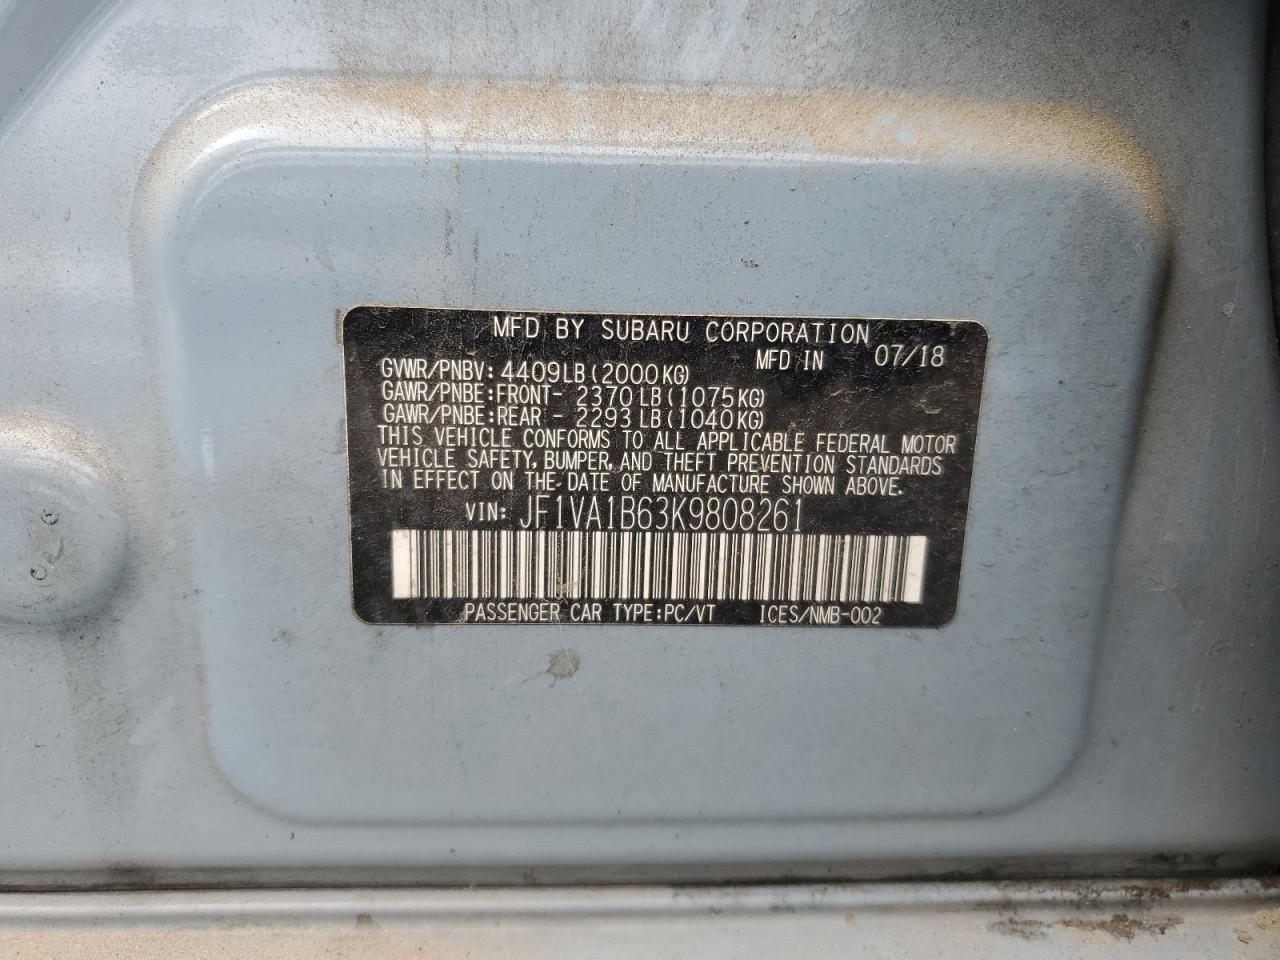 MFD BY SUBARU CORPORATION
MFD IN 07/18
GVWR/PNBV: 4409LB(2000KG)
GAWR/PNBE:FRONT- 2370LB(1075KG)
GAWR/PNBE:REAR - 2293LB(1040KG)
THIS VEHICLE CONFORMS TO ALL APPLICABLE FEDERAL MOTOR
VEHICLE SAFETY, BUMPER, AND THEFT PREVENTION STANDARDS
IN EFFECT ON THE DATE OF MANUFACTURE SHOWN ABOVE.
VIN: JF1VA1B63K9808261
PASSENGER CAR TYPE:PC/VT ICES/NMB-002